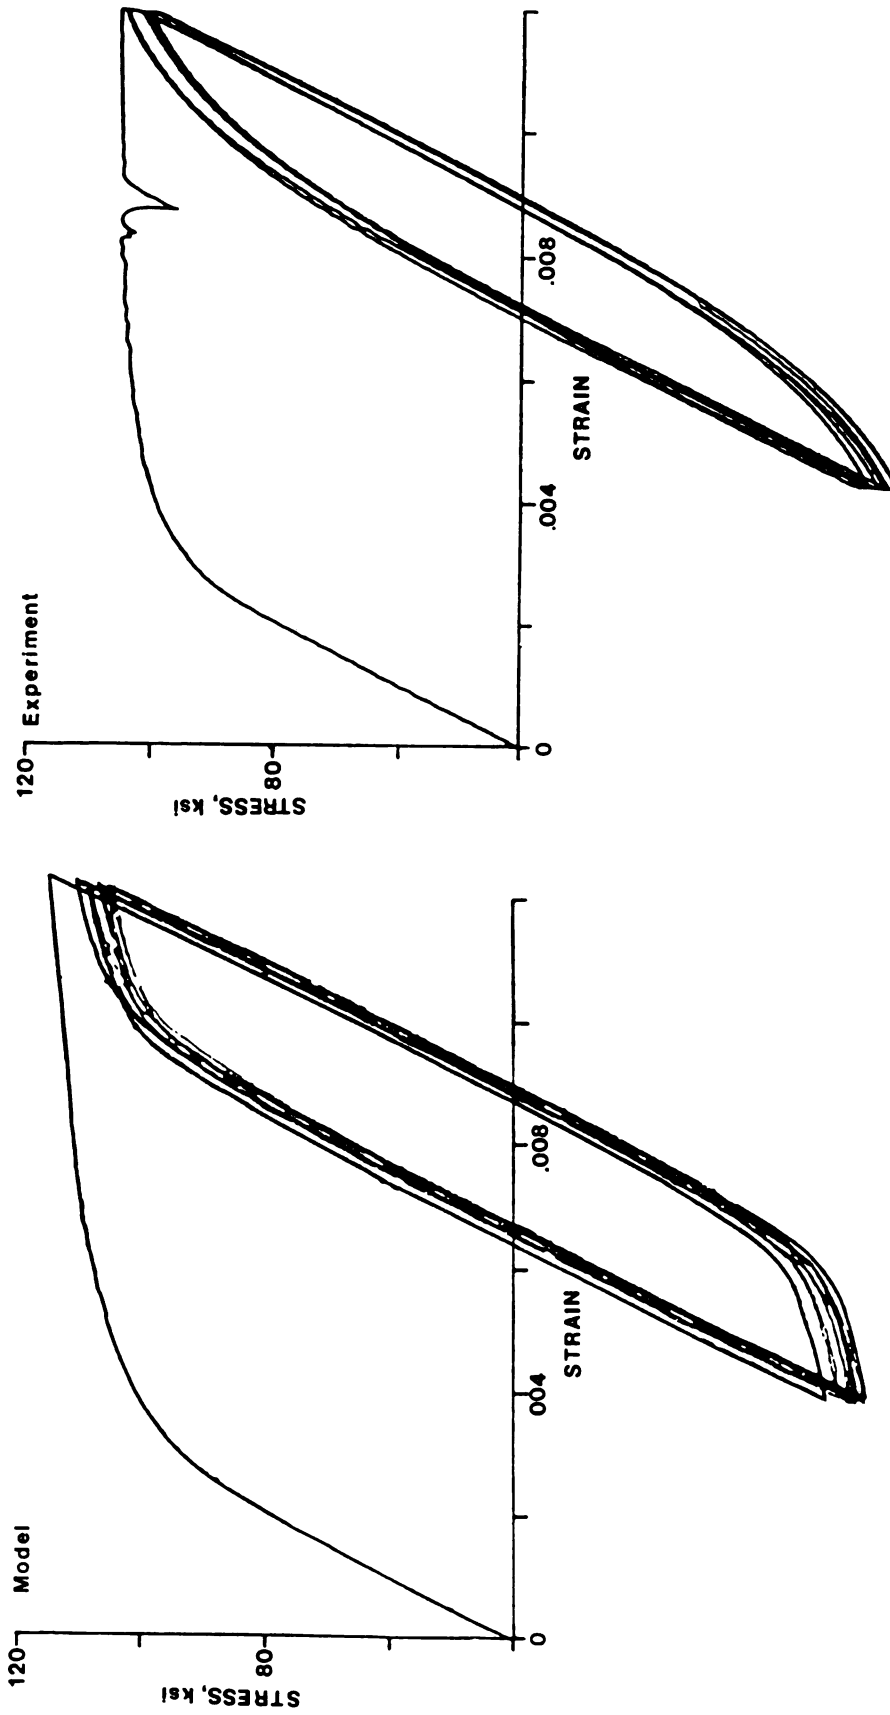 Model
120
80
STRESS, ksi
0
004
.008
STRAIN
Experiment
120
80
STRESS, ksi
0
.004
.008
STRAIN